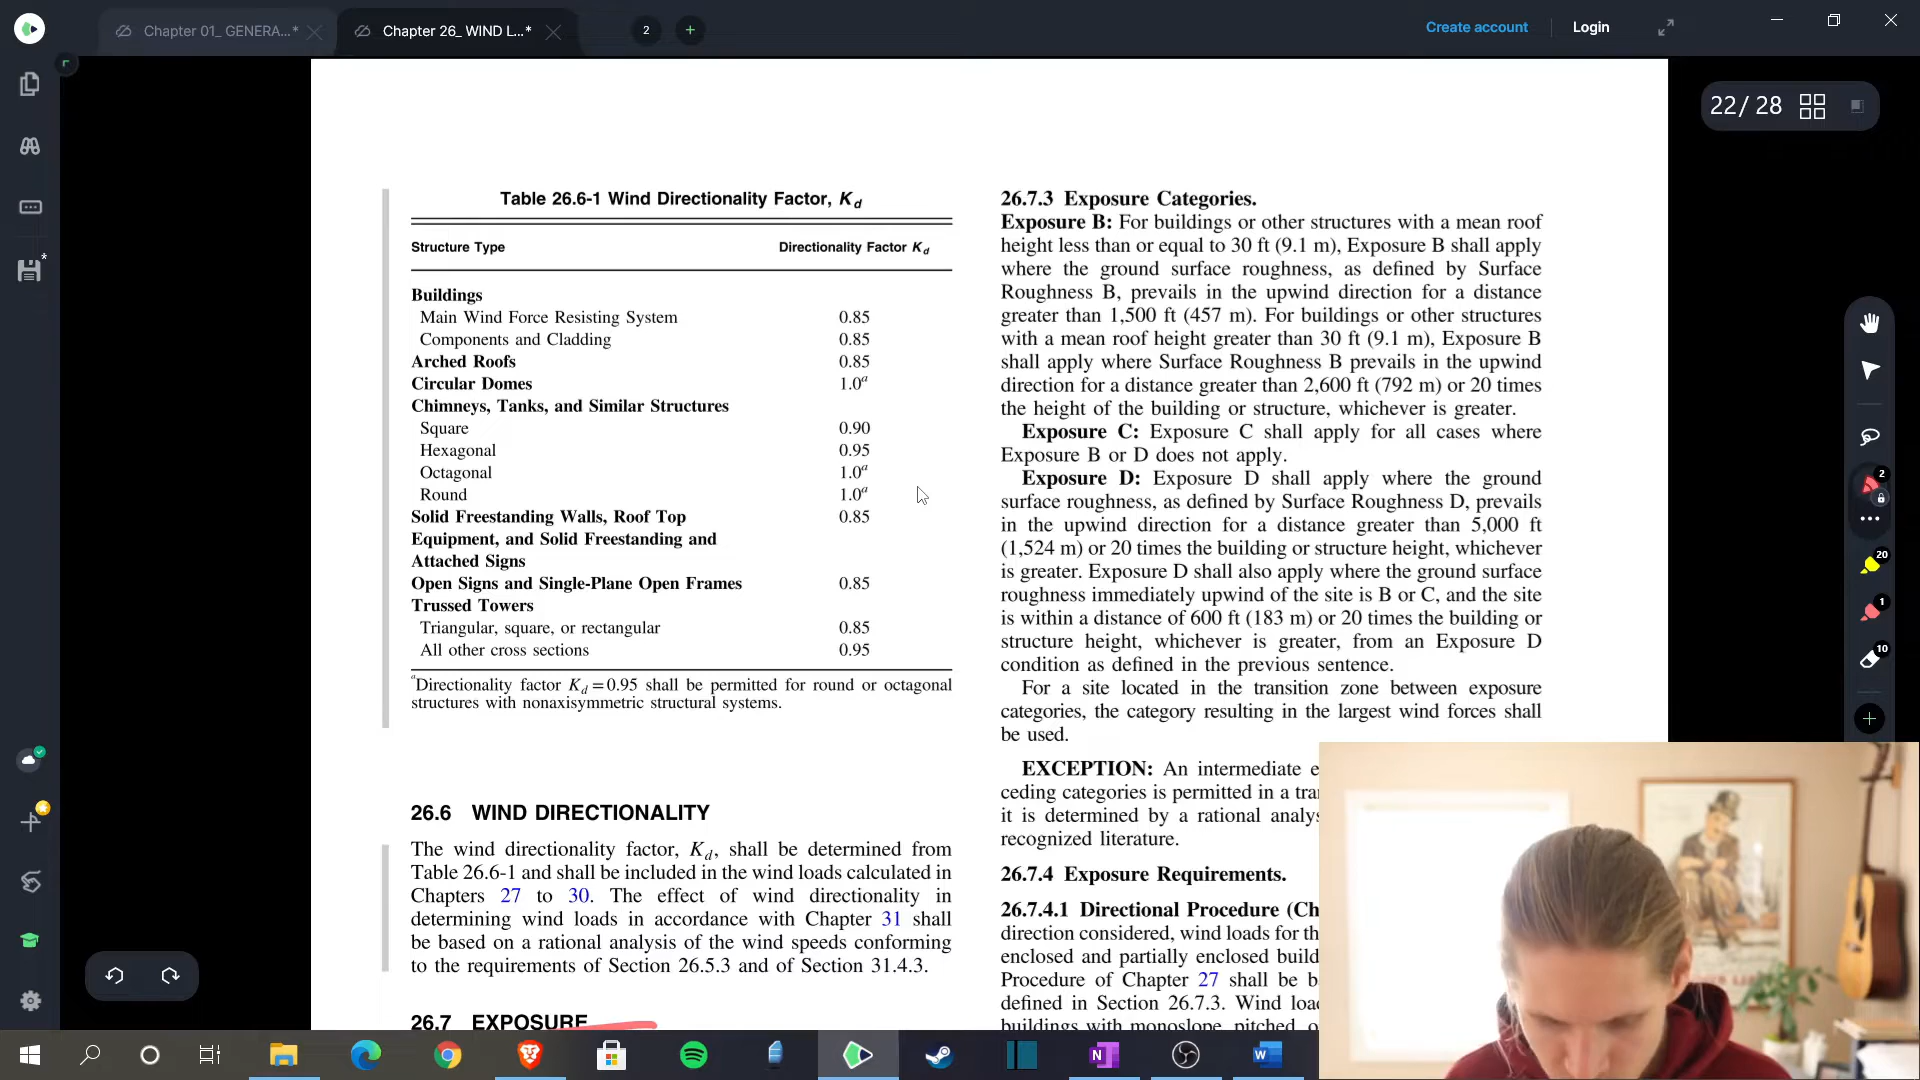 Chapter 01_ GENERA...*
Chapter 26_ WIND L...*
2
Create account
Login
22/ 28
Table 26.6-1 Wind Directionality Factor, Kd
Structure Type
Directionality Factor Kd
Buildings
Main Wind Force Resisting System 0.85
Components and Cladding 0.85
Arched Roofs 0.85
Circular Domes 1.0a
Chimneys, Tanks, and Similar Structures
Square 0.90
Hexagonal 0.95
Octagonal 1.0a
Round 1.0a
Solid Freestanding Walls, Roof Top 0.85
Equipment, and Solid Freestanding and
Attached Signs
Open Signs and Single-Plane Open Frames 0.85
Trussed Towers
Triangular, square, or rectangular 0.85
All other cross sections 0.95
aDirectionality factor Kd=0.95 shall be permitted for round or octagonal
structures with nonaxisymmetric structural systems.
26.6 WIND DIRECTIONALITY
The wind directionality factor, Kd, shall be determined from
Table 26.6-1 and shall be included in the wind loads calculated in
Chapters 27 to 30. The effect of wind directionality in
determining wind loads in accordance with Chapter 31 shall
be based on a rational analysis of the wind speeds conforming
to the requirements of Section 26.5.3 and of Section 31.4.3.
26.7 EXPOSURE
26.7.3 Exposure Categories.
Exposure B: For buildings or other structures with a mean roof
height less than or equal to 30 ft (9.1 m), Exposure B shall apply
where the ground surface roughness, as defined by Surface
Roughness B, prevails in the upwind direction for a distance
greater than 1,500 ft (457 m). For buildings or other structures
with a mean roof height greater than 30 ft (9.1 m), Exposure B
shall apply where Surface Roughness B prevails in the upwind
direction for a distance greater than 2,600 ft (792 m) or 20 times
the height of the building or structure, whichever is greater.
Exposure C: Exposure C shall apply for all cases where
Exposure B or D does not apply.
Exposure D: Exposure D shall apply where the ground
surface roughness, as defined by Surface Roughness D, prevails
in the upwind direction for a distance greater than 5,000 ft
(1,524 m) or 20 times the building or structure height, whichever
is greater. Exposure D shall also apply where the ground surface
roughness immediately upwind of the site is B or C, and the site
is within a distance of 600 ft (183 m) or 20 times the building or
structure height, whichever is greater, from an Exposure D
condition as defined in the previous sentence.
For a site located in the transition zone between exposure
categories, the category resulting in the largest wind forces shall
be used.
EXCEPTION: An intermediate e
ceding categories is permitted in a tra
it is determined by a rational analys
recognized literature.
26.7.4 Exposure Requirements.
26.7.4.1 Directional Procedure (Ch
direction considered, wind loads for th
enclosed and partially enclosed build
Procedure of Chapter 27 shall be b
defined in Section 26.7.3. Wind loa
buildings with monoslope, pitched, o
2
20
1
10